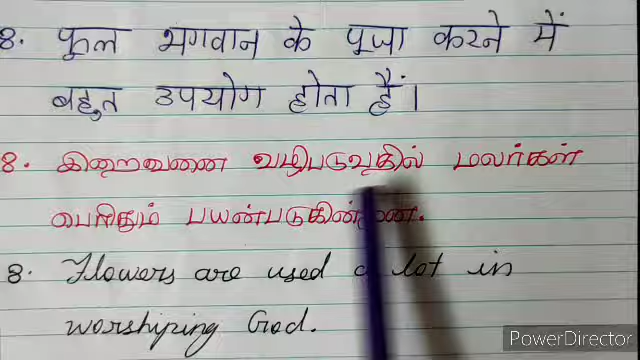 8. फुल भगवान के पूजा करने में
बहुत उपयोग होता हैं।
8. இறைவனை வழிபடுவதில் மலர்கள்
பெரிதும் பயன்படுகின்றன.
8. Flowers are used a lot in
worshiping God.
PowerDirector